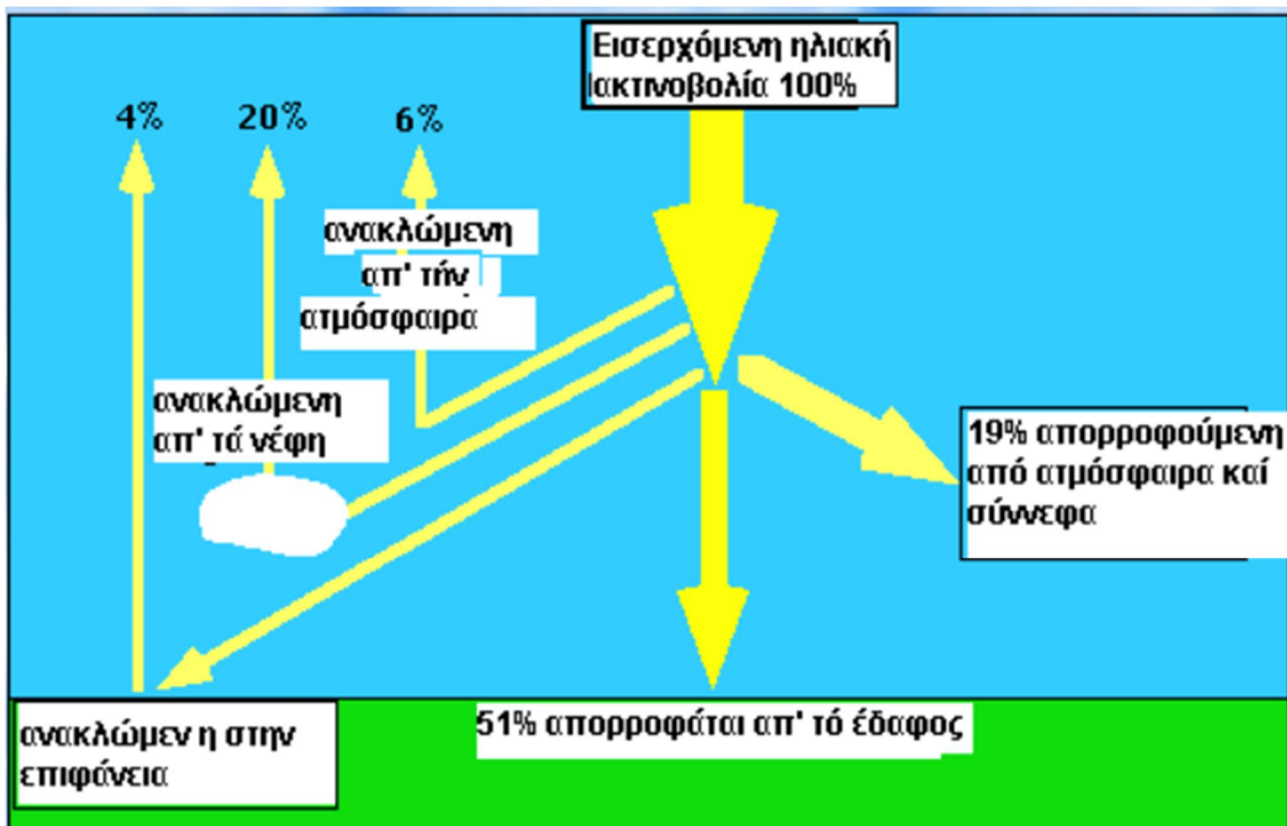 Εισερχόμενη ηλιακή
ακτινοβολία 100%
4% 20% 6%
ανακλώμενη
απ' τήν
ατμόσφαιρα
ανακλώμενη
απ' τά νέφη
19% απορροφούμενη
από ατμόσφαιρα καί
σύννεφα
ανακλώμεν η στην
επιφάνεια
51% απορροφάται απ' τό έδαφος